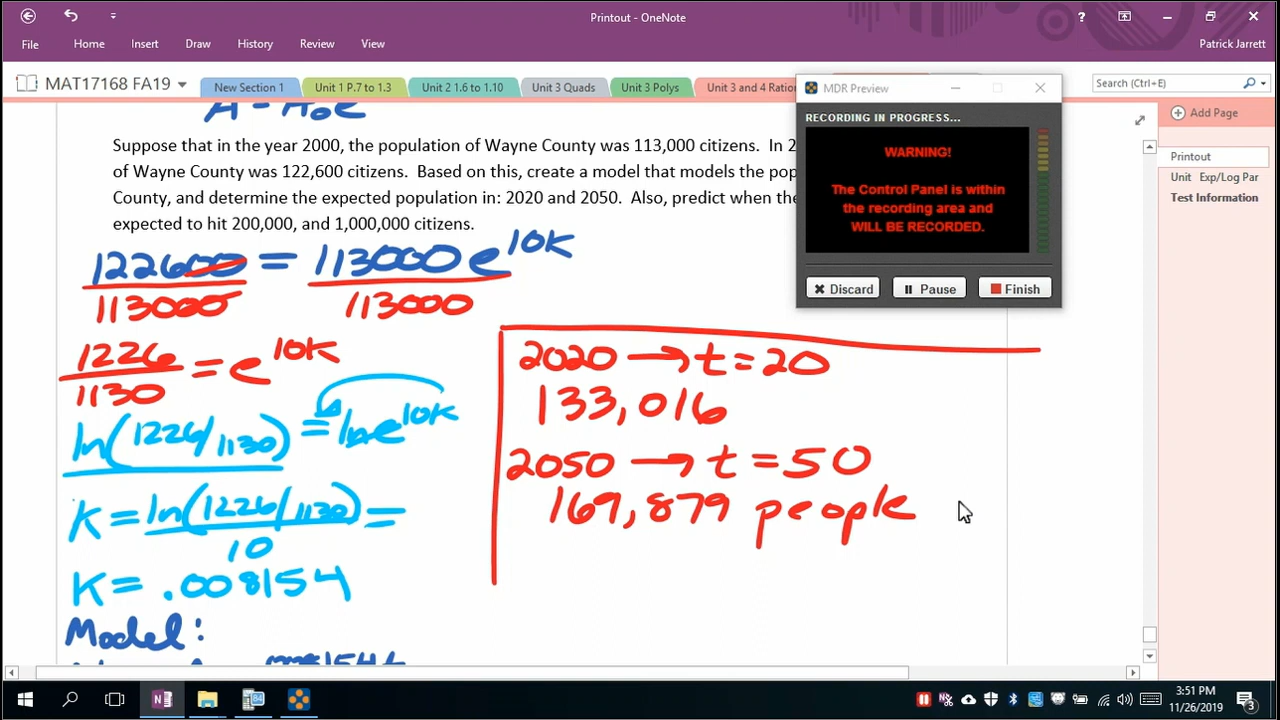 Printout - OneNote
File Home Insert Draw History Review View
Patrick Jarrett
MAT17168 FA19
New Section 1
Unit 1 P.7 to 1.3
Unit 2 1.6 to 1.10
Unit 3 Quads
Unit 3 Polys
Unit 3 and 4 Ration
Search (Ctrl+E)
MDR Preview
RECORDING IN PROGRESS...
WARNING!
The Control Panel is within
the recording area and
WILL BE RECORDED.
Discard Pause Finish
Add Page
Printout
Unit Exp/Log Par
Test Information
A = A₀e
Suppose that in the year 2000, the population of Wayne County was 113,000 citizens. In 2
of Wayne County was 122,600 citizens. Based on this, create a model that models the pop
County, and determine the expected population in: 2020 and 2050. Also, predict when the
expected to hit 200,000, and 1,000,000 citizens.
122600 = 113000 e^10K
113000 113000
1226/1130 = e^10K
ln(1226/1130) = ln e^10K
K = ln(1226/1130)/10 =
K = .008154
Model:
2020 → t = 20
133,016
2050 → t = 50
169,879 people
3:51 PM
11/26/2019
3